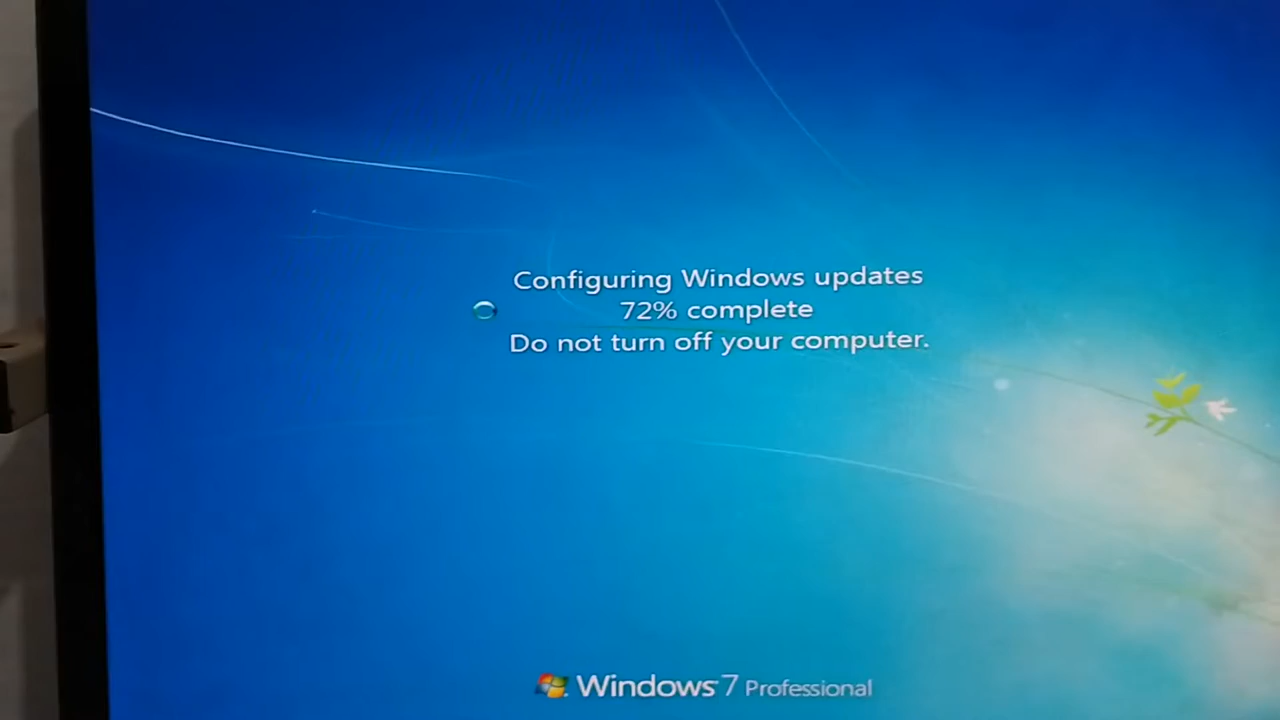 Configuring Windows updates
72% complete
Do not turn off your computer.
Windows 7 Professional